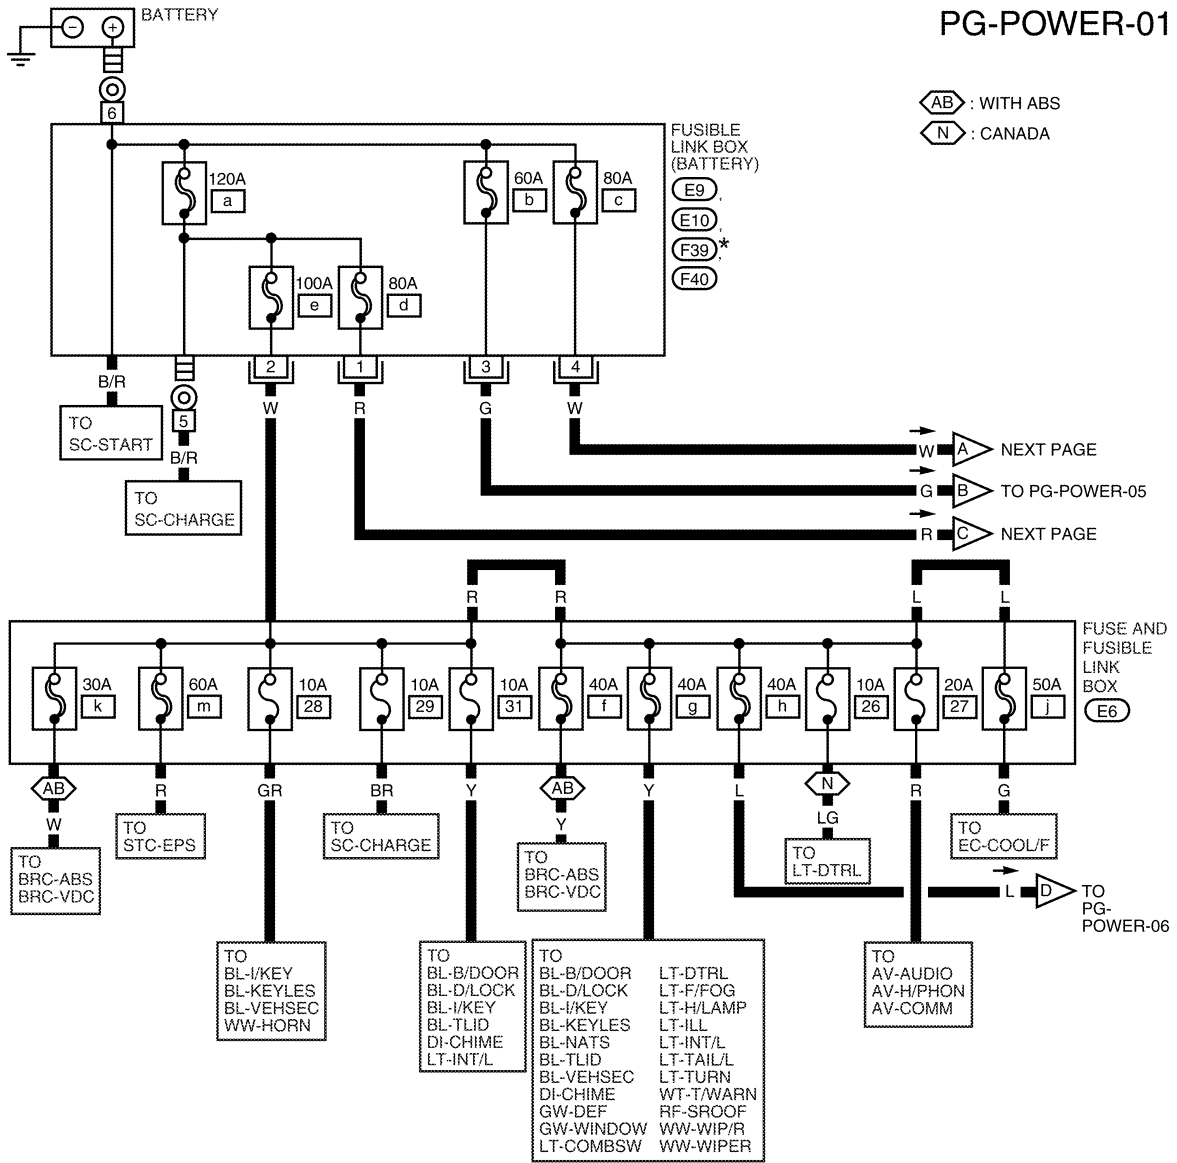 PG-POWER-01
BATTERY
− +
AB : WITH ABS
N : CANADA
6
FUSIBLE
LINK BOX
(BATTERY)
E9 ,
E10 ,
F39 ,*
F40
120A
a
60A
b
80A
c
100A
e
80A
d
2 1 3 4
B/R
TO
SC-START
5
B/R
TO
SC-CHARGE
W R G W
W A NEXT PAGE
G B TO PG-POWER-05
R C NEXT PAGE
R R L L
FUSE AND
FUSIBLE
LINK
BOX
E6
30A
k
60A
m
10A
28
10A
29
10A
31
40A
f
40A
g
40A
h
10A
26
20A
27
50A
j
AB R GR BR Y AB Y L N R G
W
TO
BRC-ABS
BRC-VDC
TO
STC-EPS
TO
SC-CHARGE
Y
TO
BRC-ABS
BRC-VDC
LG
TO
LT-DTRL
TO
EC-COOL/F
L D TO
PG-
POWER-06
TO
BL-I/KEY
BL-KEYLES
BL-VEHSEC
WW-HORN
TO
BL-B/DOOR
BL-D/LOCK
BL-I/KEY
BL-TLID
DI-CHIME
LT-INT/L
TO
BL-B/DOOR LT-DTRL
BL-D/LOCK LT-F/FOG
BL-I/KEY LT-H/LAMP
BL-KEYLES LT-ILL
BL-NATS LT-INT/L
BL-TLID LT-TAIL/L
BL-VEHSEC LT-TURN
DI-CHIME WT-T/WARN
GW-DEF RF-SROOF
GW-WINDOW WW-WIP/R
LT-COMBSW WW-WIPER
TO
AV-AUDIO
AV-H/PHON
AV-COMM